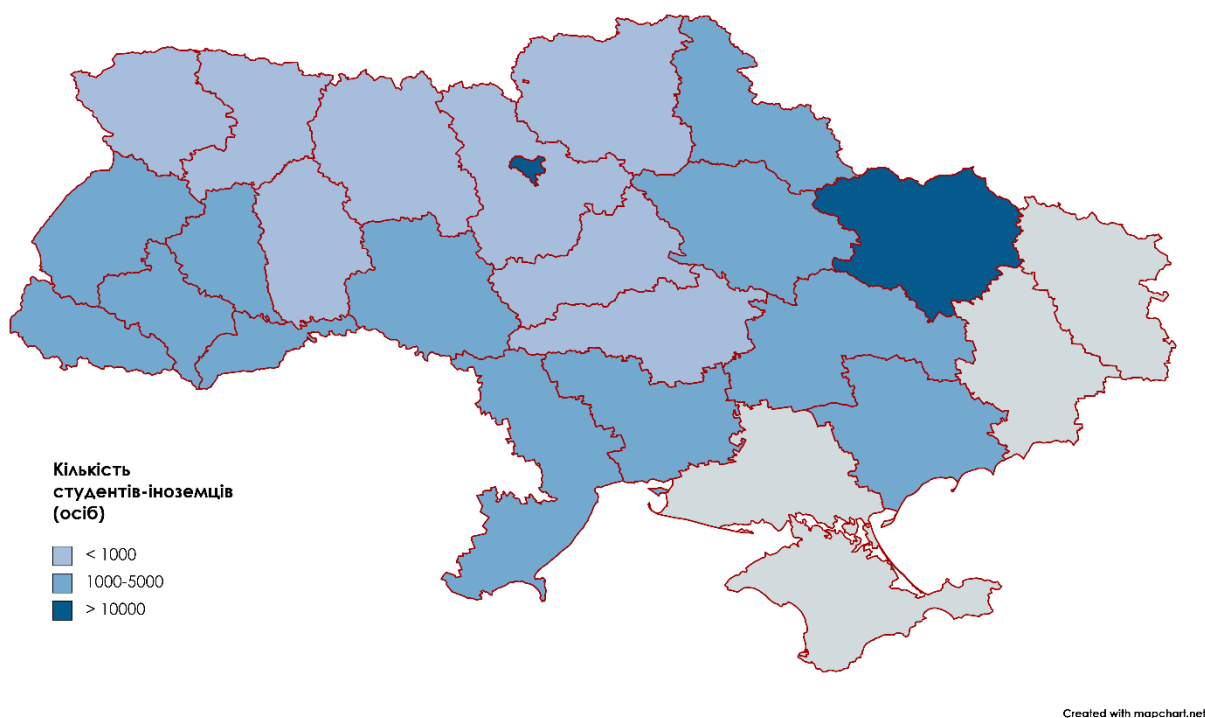 Кількість
студентів-іноземців
(осіб)
< 1000
1000-5000
> 10000
Created with mapchart.net